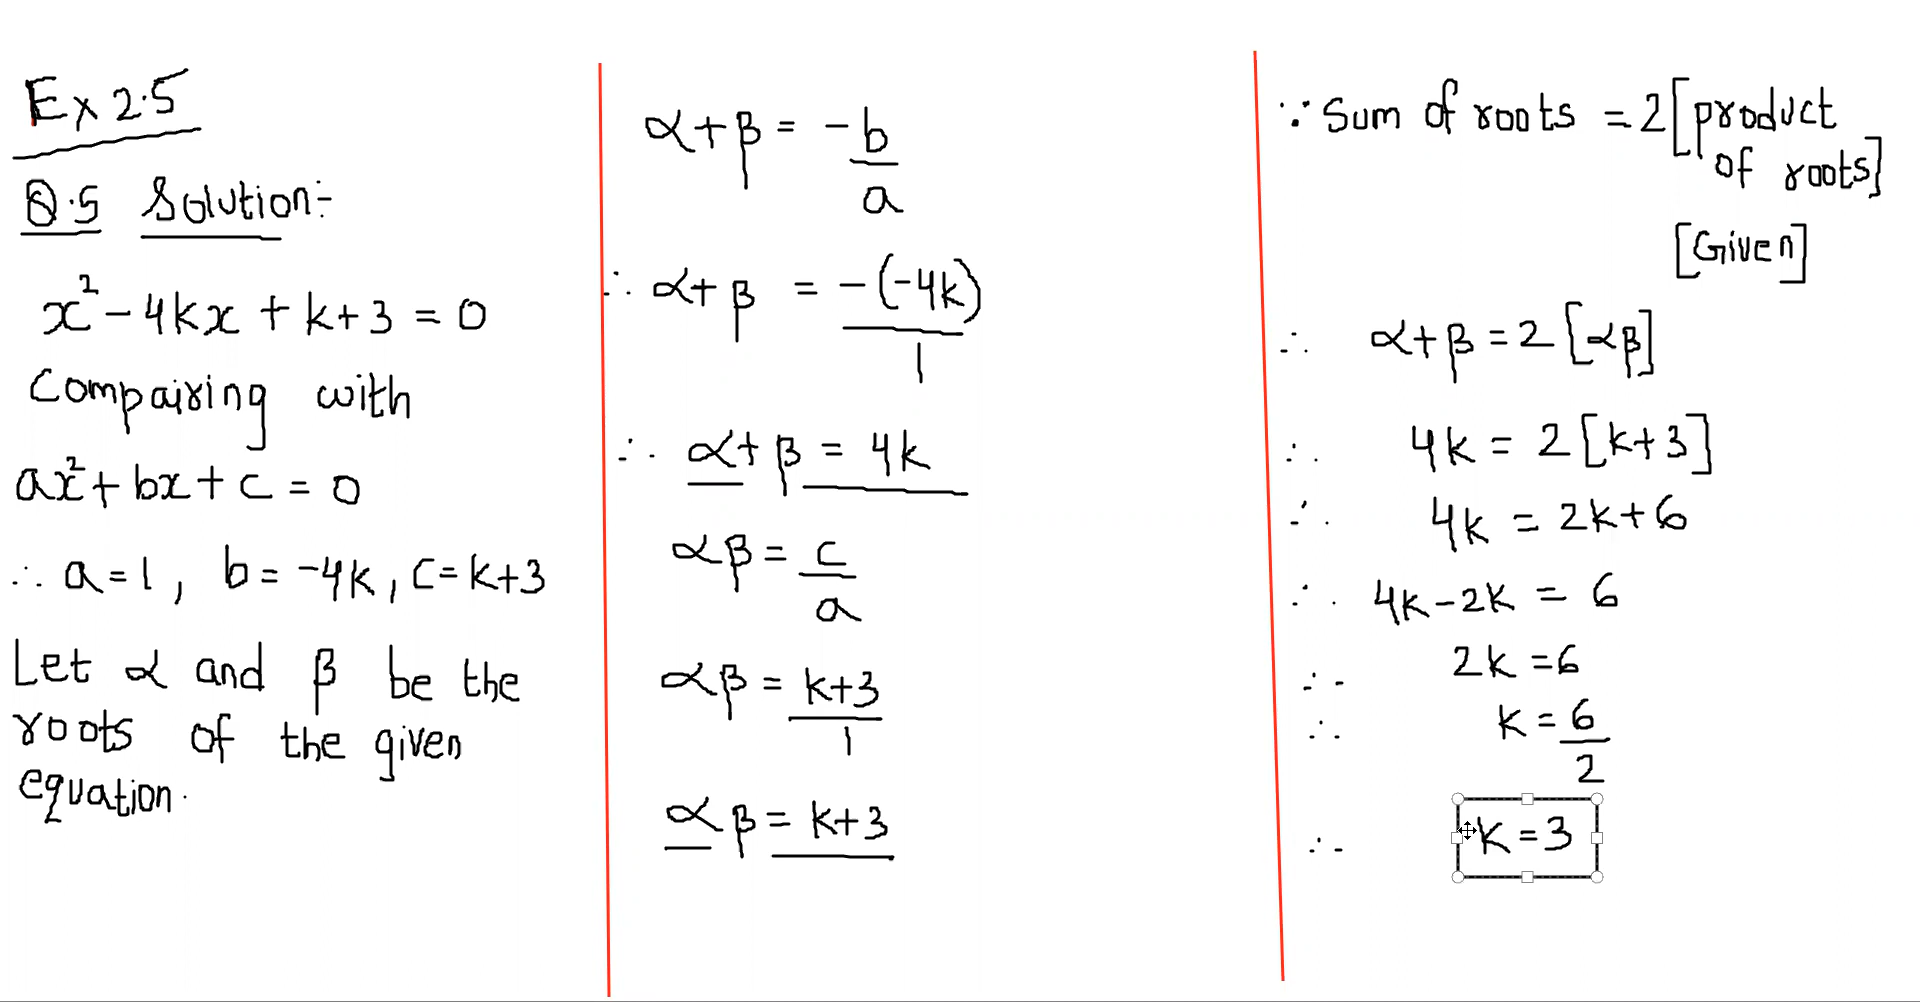 Ex 2.5
Q.5 Solution:-
x² - 4kx + k+3 = 0
Compairing with
ax² + bx + c = 0
∴ a=1, b= -4k, c= k+3
Let α and β be the
roots of the given
equation.
α+β = -b/a
∴ α+β = -(-4k)/1
∴ α+β = 4k
αβ = c/a
αβ = k+3/1
αβ = k+3
∵ Sum of roots = 2[product
of roots]
[Given]
∴ α+β = 2[αβ]
∴ 4k = 2[k+3]
∴ 4k = 2k+6
∴ 4k-2k = 6
∴ 2k = 6
∴ k = 6/2
∴ k = 3